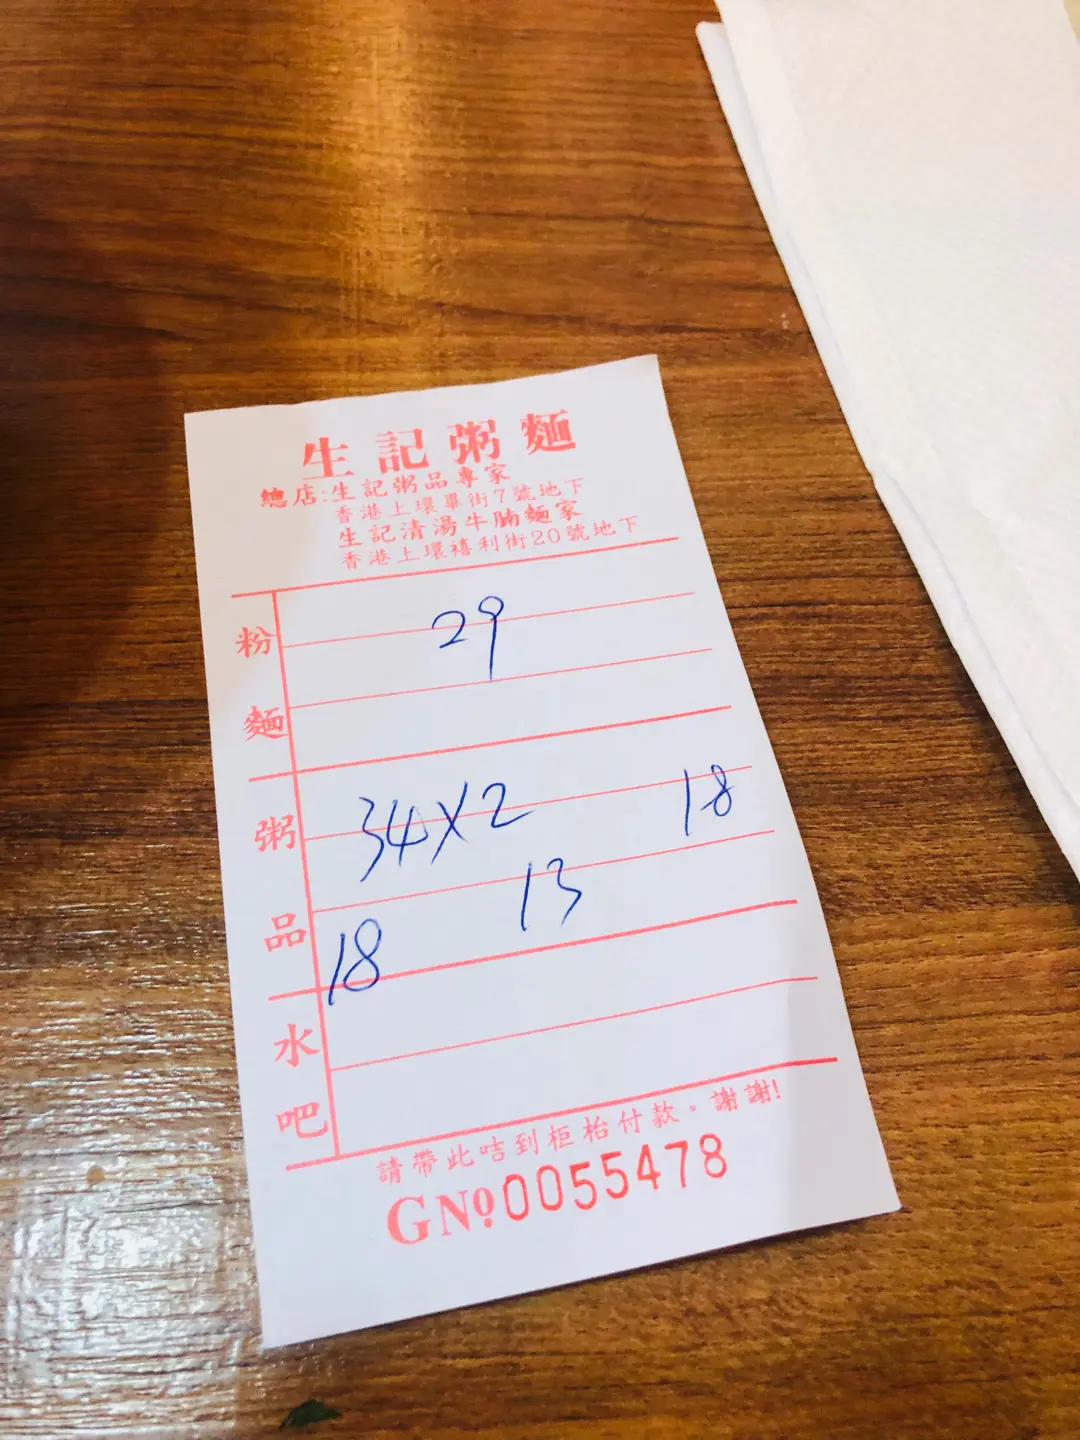 生記粥麵
總店:生記粥品專家
香港上環畢街7號地下
生記清湯牛腩麵家
香港上環禧利街20號地下
粉麵
29
粥品
34X2 18
13
18
水吧
請帶此咭到柜枱付款。謝謝!
GNo.0055478